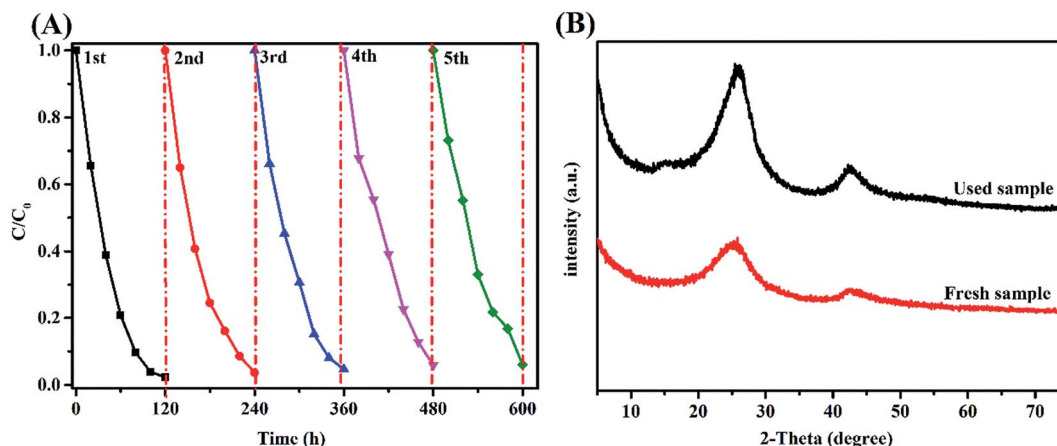 (A)
1st
2nd
3rd
4th
5th
1.0
0.8
0.6
0.4
0.2
0.0
C/C0
0
120
240
360
480
600
Time (h)
(B)
intensity (a.u.)
Used sample
Fresh sample
10
20
30
40
50
60
70
2-Theta (degree)